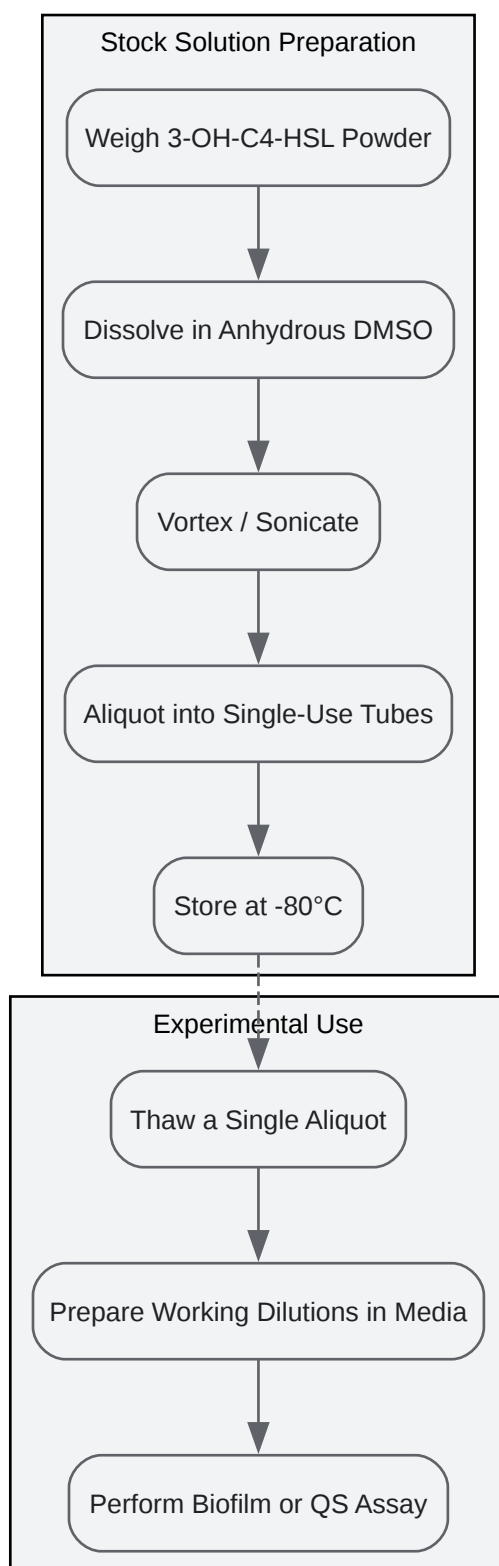 Stock Solution Preparation
Weigh 3-OH-C4-HSL Powder
Dissolve in Anhydrous DMSO
Vortex / Sonicate
Aliquot into Single-Use Tubes
Store at -80°C
Experimental Use
Thaw a Single Aliquot
Prepare Working Dilutions in Media
Perform Biofilm or QS Assay